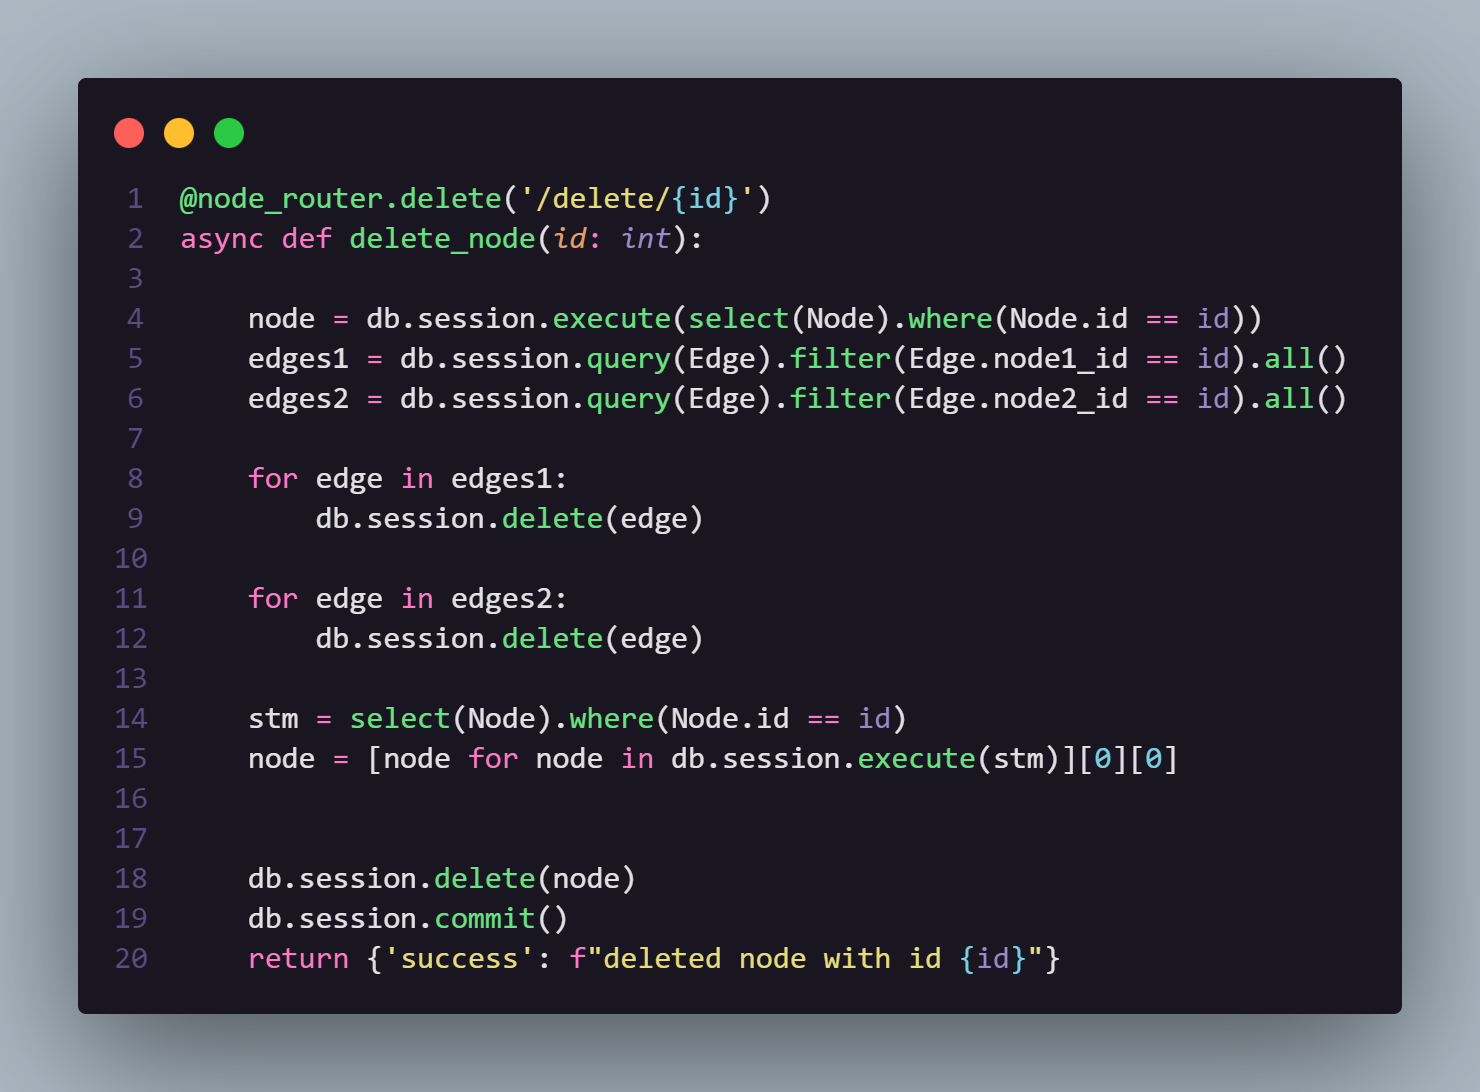 1 @node_router.delete('/delete/{id}')
2 async def delete_node(id: int):
3
4     node = db.session.execute(select(Node).where(Node.id == id))
5     edges1 = db.session.query(Edge).filter(Edge.node1_id == id).all()
6     edges2 = db.session.query(Edge).filter(Edge.node2_id == id).all()
7
8     for edge in edges1:
9         db.session.delete(edge)
10
11     for edge in edges2:
12         db.session.delete(edge)
13
14     stm = select(Node).where(Node.id == id)
15     node = [node for node in db.session.execute(stm)][0][0]
16
17
18     db.session.delete(node)
19     db.session.commit()
20     return {'success': f"deleted node with id {id}"}